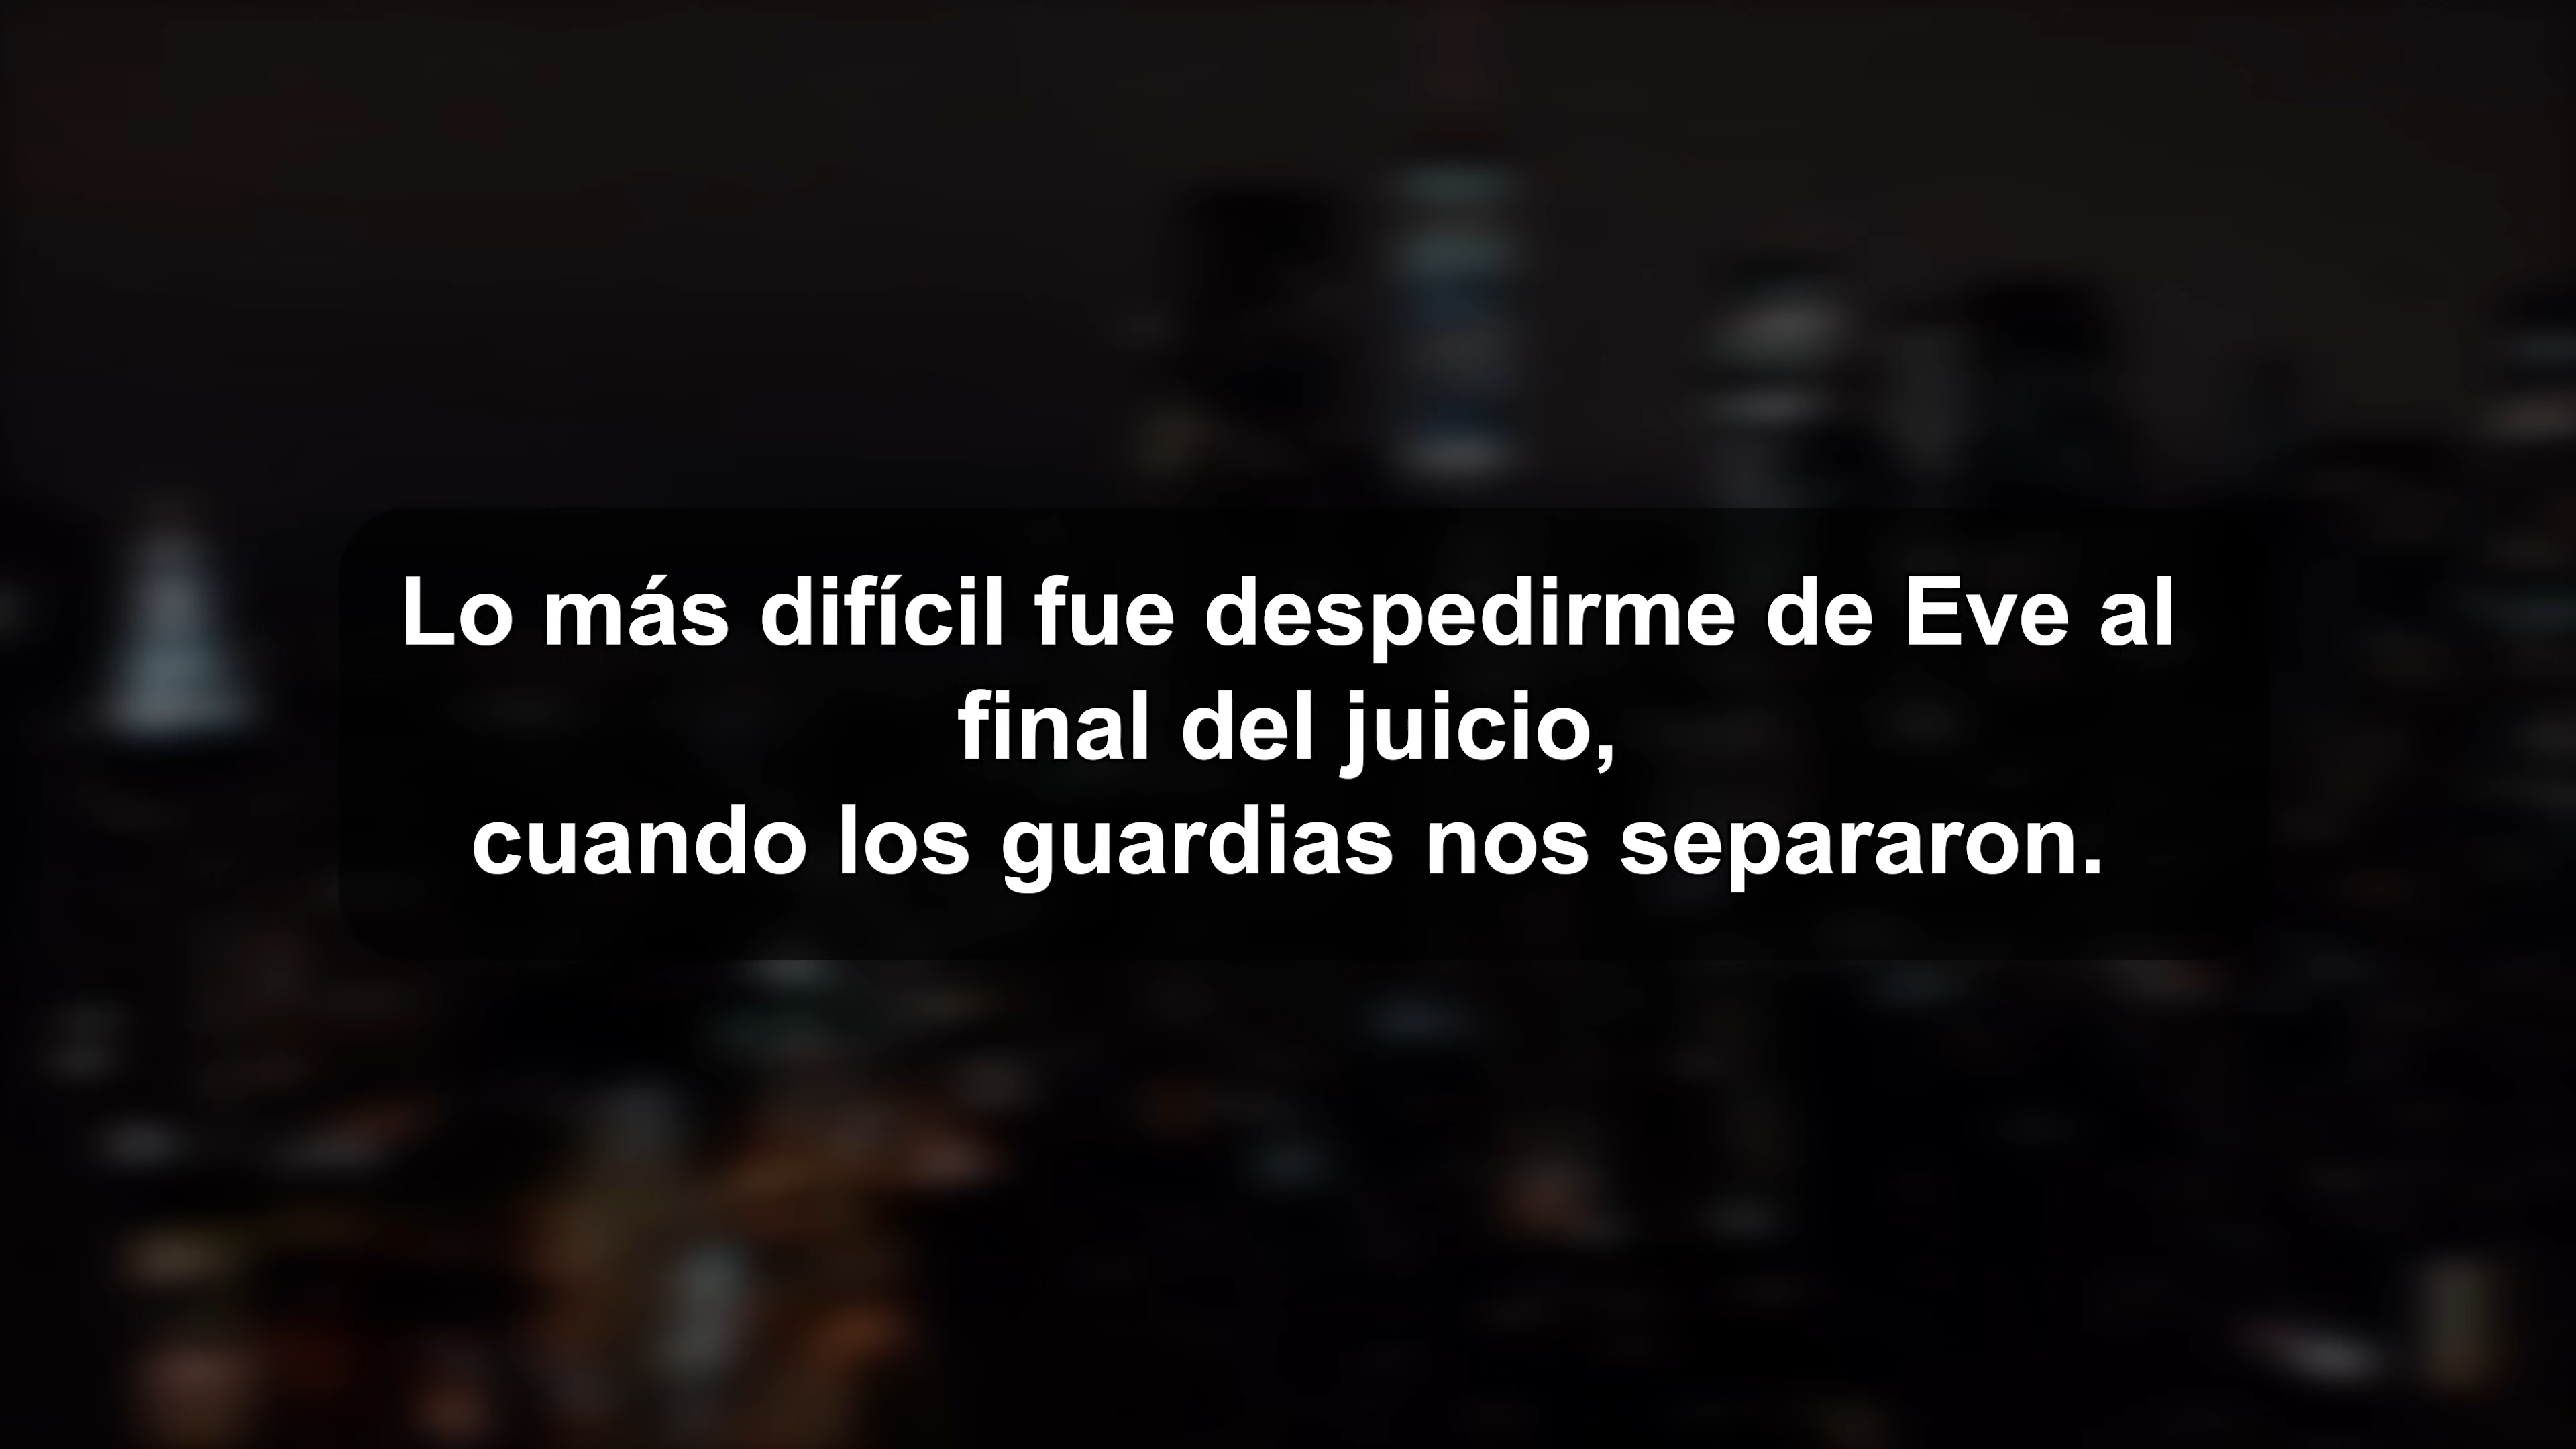 Lo más difícil fue despedirme de Eve al
final del juicio,
cuando los guardias nos separaron.